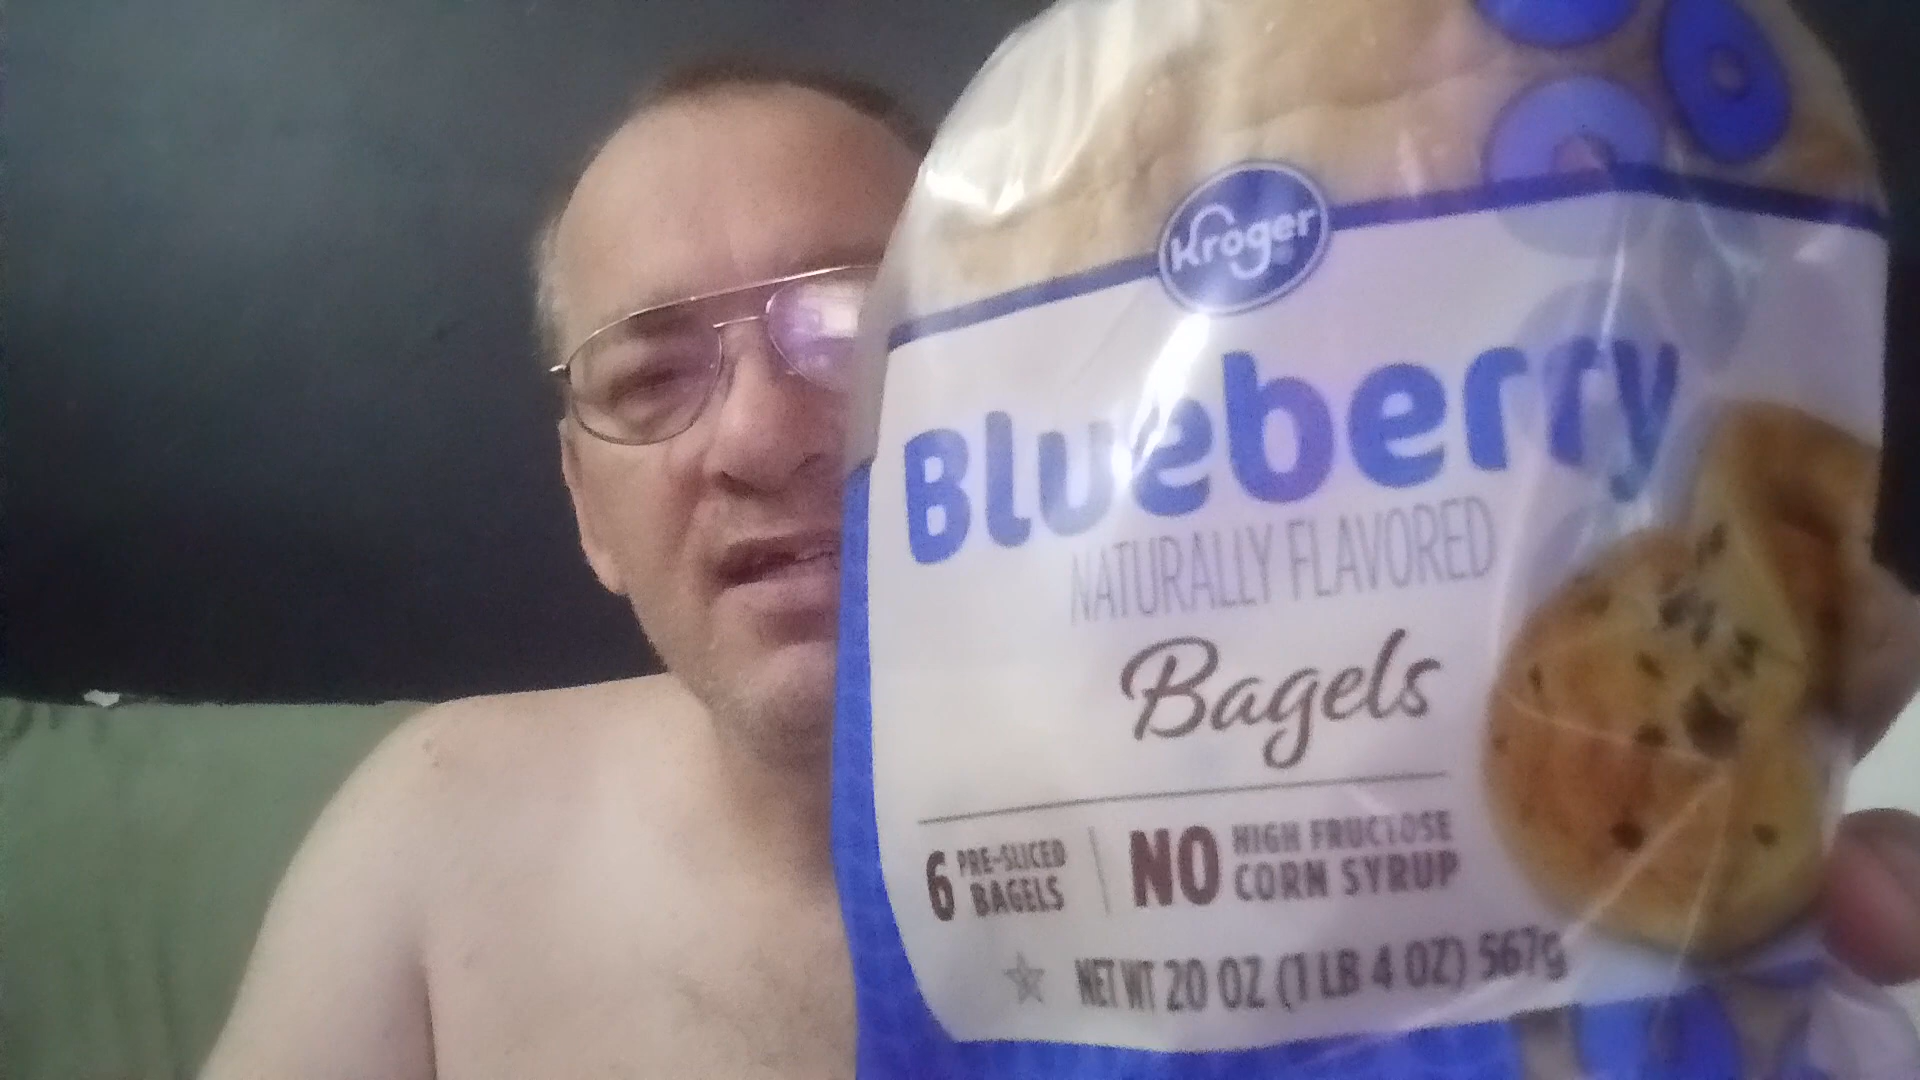 Kroger
Blueberry
NATURALLY FLAVORED
Bagels
6 PRE-SLICED BAGELS
NO HIGH FRUCTOSE CORN SYRUP
NET WT 20 OZ (1 LB 4 OZ) 567g